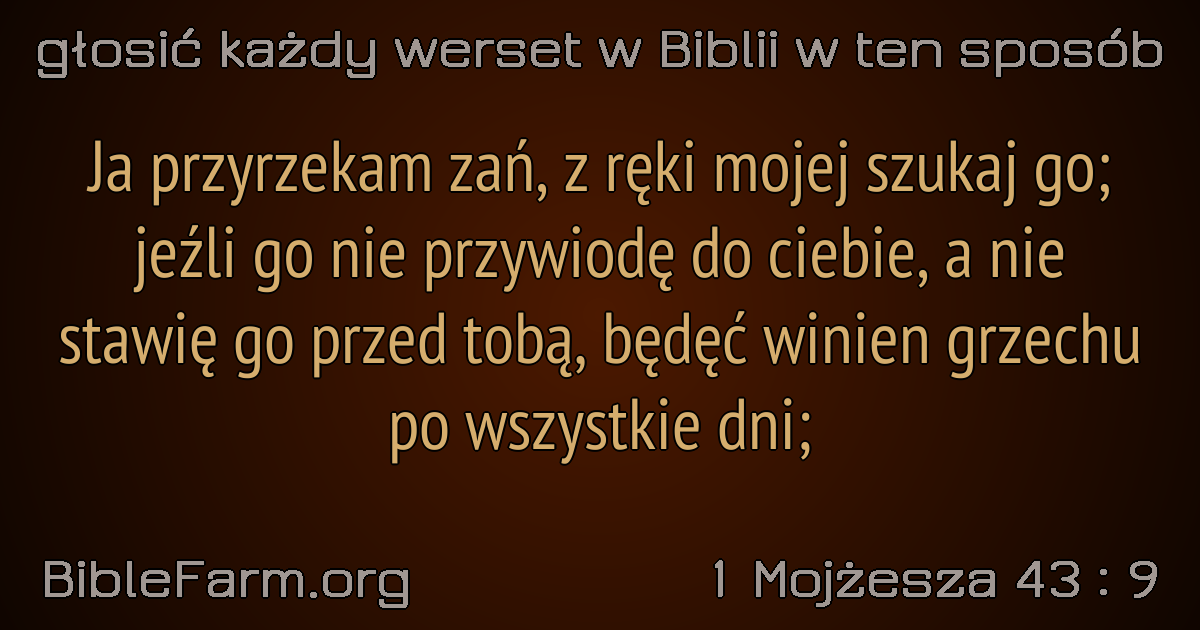 głosić każdy werset w Biblii w ten sposób
Ja przyrzekam zań, z ręki mojej szukaj go;
jeźli go nie przywiodę do ciebie, a nie
stawię go przed tobą, będęć winien grzechu
po wszystkie dni;
BibleFarm.org
1 Mojżesza 43 : 9